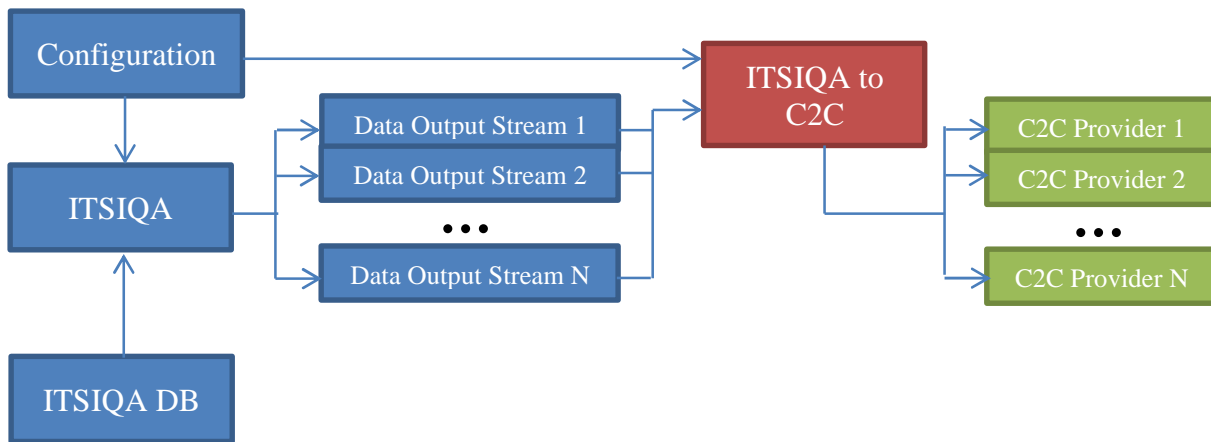 Configuration
ITSIQA to
C2C
Data Output Stream 1
C2C Provider 1
Data Output Stream 2
C2C Provider 2
ITSIQA
...
...
Data Output Stream N
C2C Provider N
ITSIQA DB